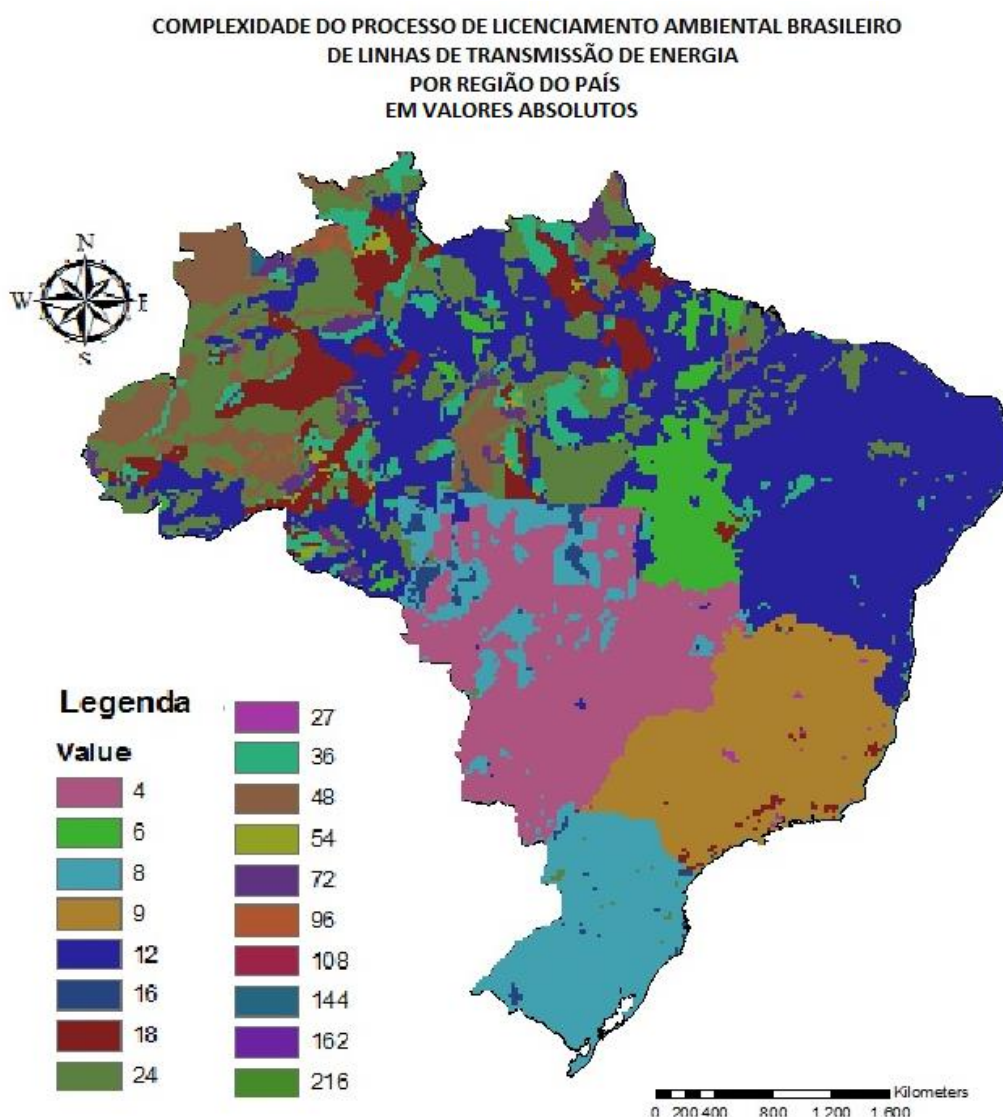 COMPLEXIDADE DO PROCESSO DE LICENCIAMENTO AMBIENTAL BRASILEIRO
DE LINHAS DE TRANSMISSÃO DE ENERGIA
POR REGIÃO DO PAÍS
EM VALORES ABSOLUTOS
N
W E
S
Legenda
Value
4
6
8
9
12
16
18
24
27
36
48
54
72
96
108
144
162
216
Kilometers
0 200 400 800 1.200 1.600